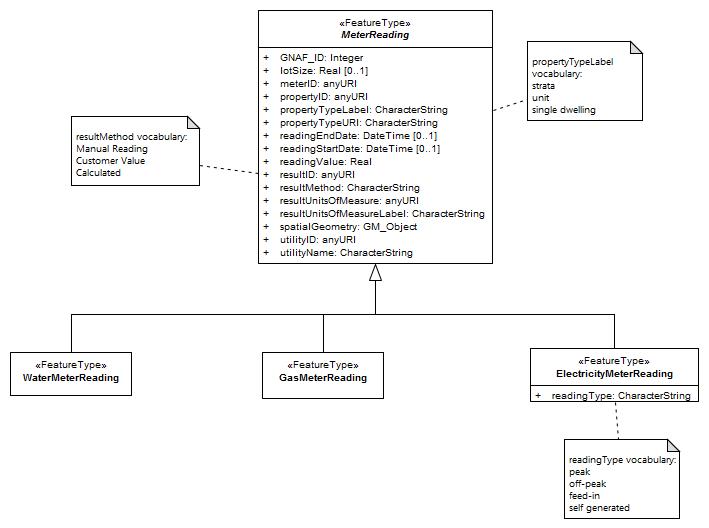 «FeatureType»
MeterReading
+ GNAF_ID: Integer
+ lotSize: Real [0..1]
+ meterID: anyURI
+ propertyID: anyURI
+ propertyTypeLabel: CharacterString
+ propertyTypeURI: CharacterString
+ readingEndDate: DateTime [0..1]
+ readingStartDate: DateTime [0..1]
+ readingValue: Real
+ resultID: anyURI
+ resultMethod: CharacterString
+ resultUnitsOfMeasure: anyURI
+ resultUnitsOfMeasureLabel: CharacterString
+ spatialGeometry: GM_Object
+ utilityID: anyURI
+ utilityName: CharacterString
propertyTypeLabel
vocabulary:
strata
unit
single dwelling
resultMethod vocabulary:
Manual Reading
Customer Value
Calculated
«FeatureType»
WaterMeterReading
«FeatureType»
GasMeterReading
«FeatureType»
ElectricityMeterReading
+ readingType: CharacterString
readingType vocabulary:
peak
off-peak
feed-in
self generated